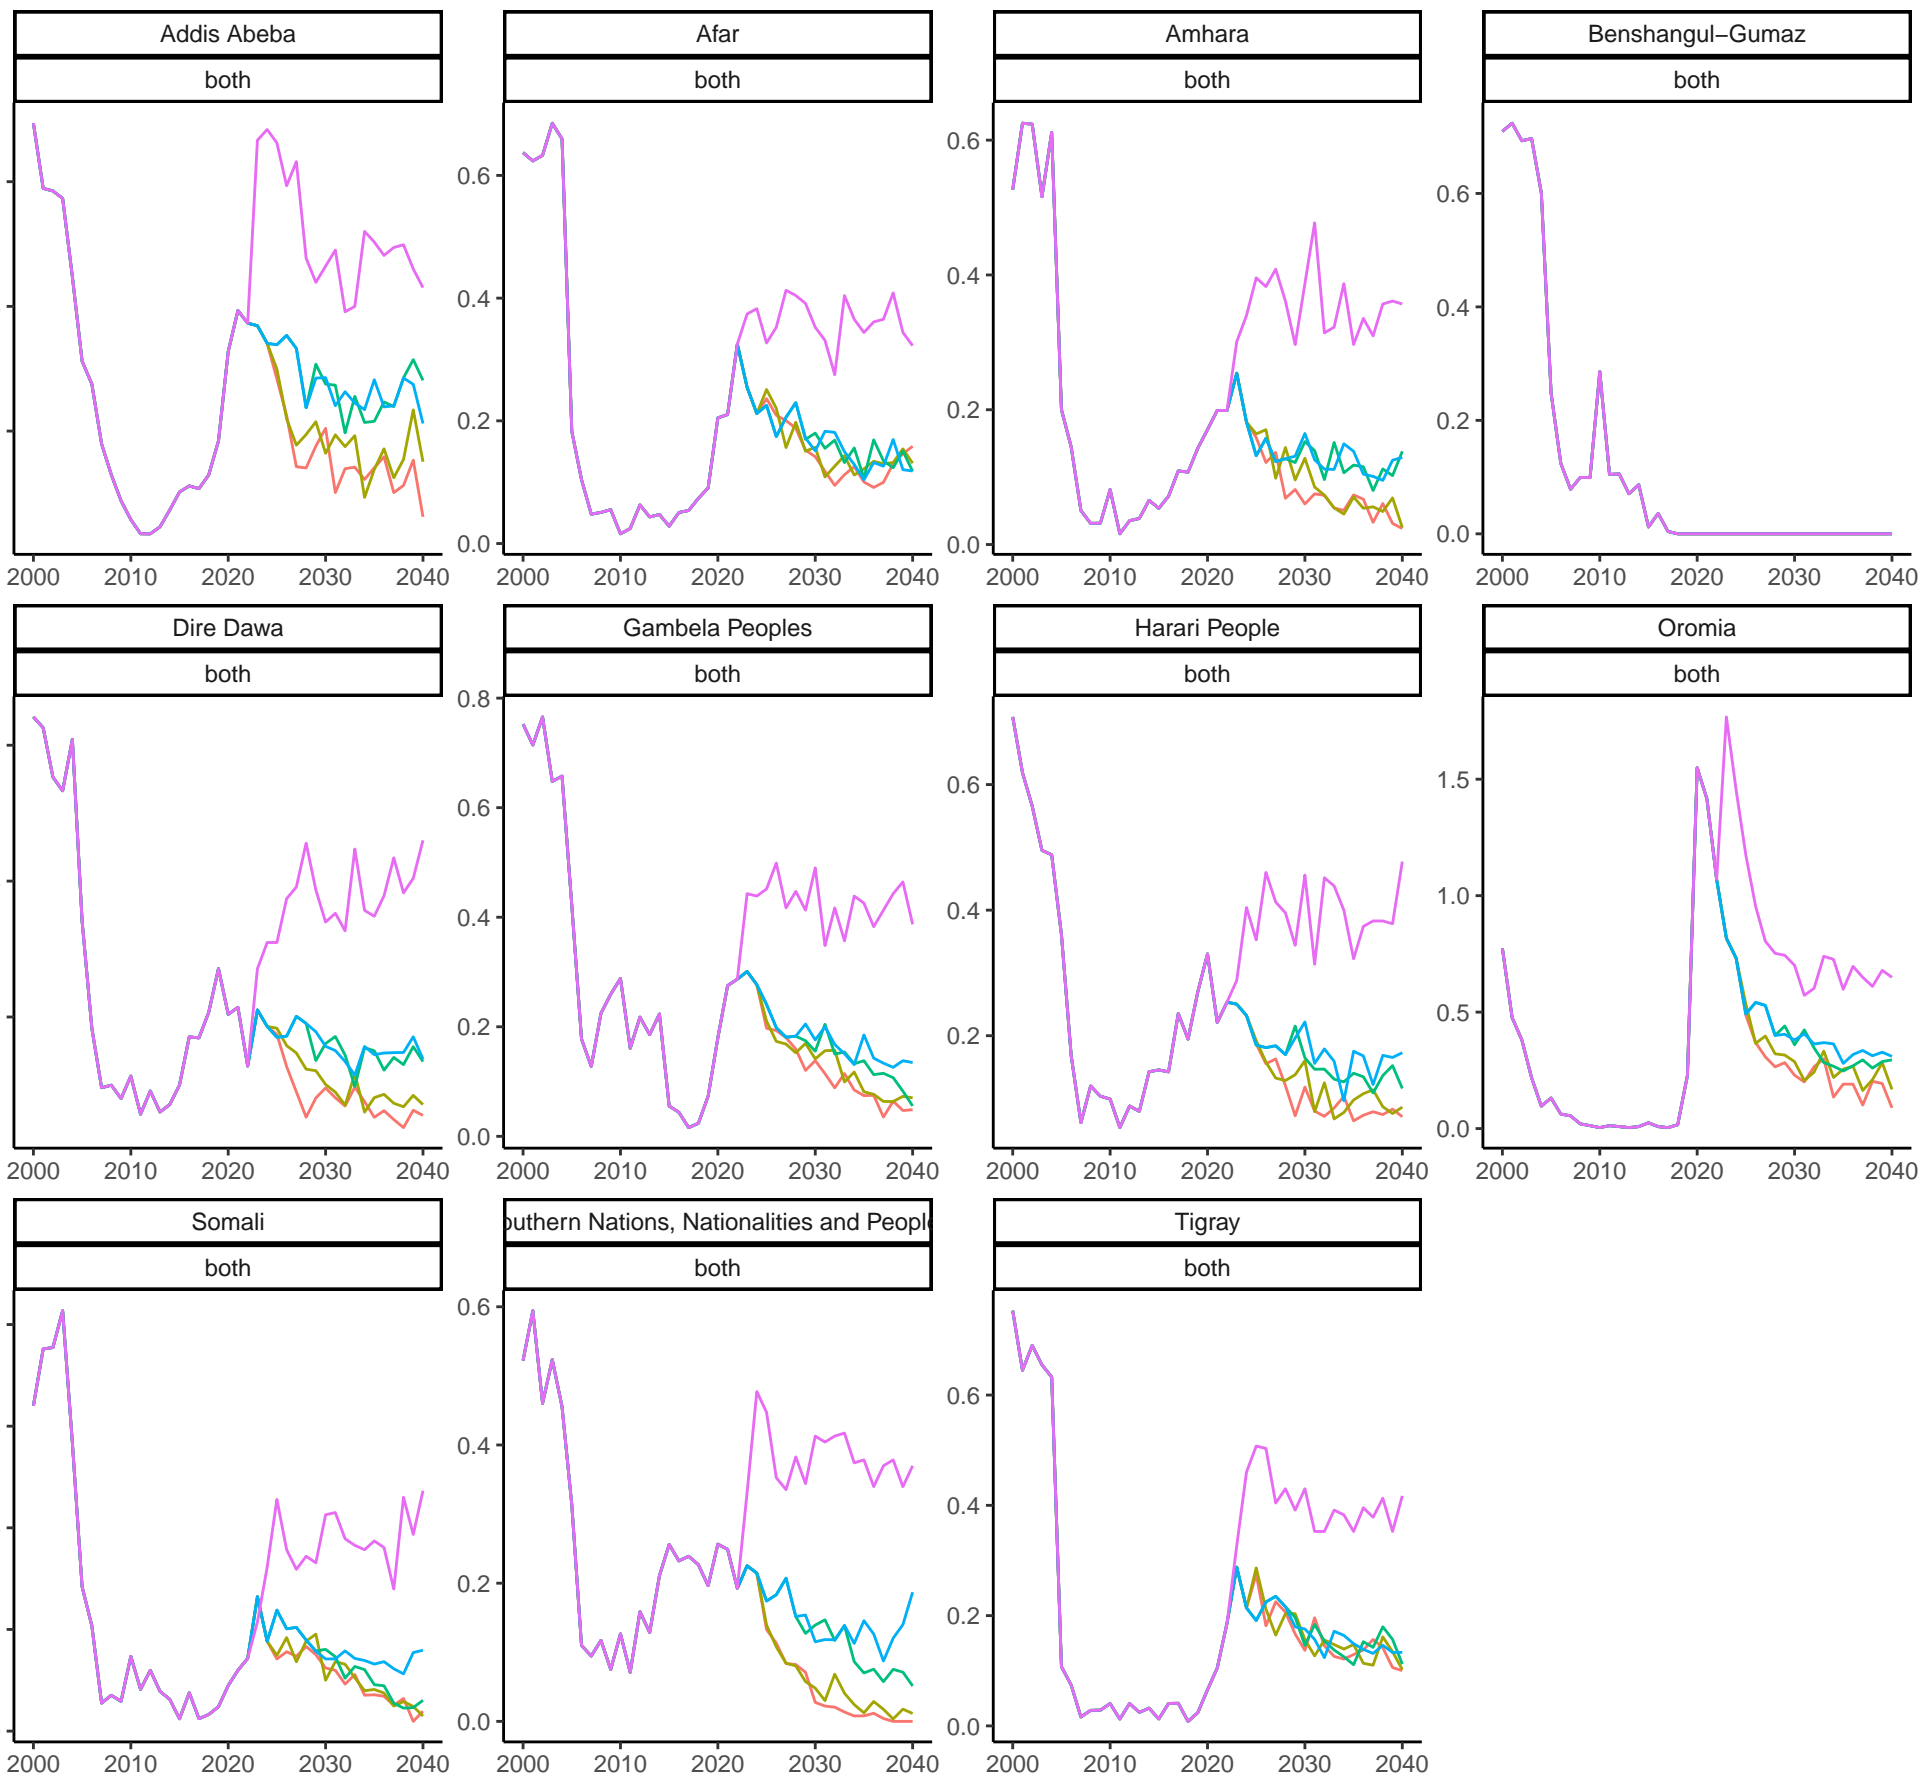 Addis Abeba Afar Amhara Benshangul−Gumaz
both both both both
0.6 0.4 0.2 0.0
0.6 0.4 0.2 0.0
0.6 0.4 0.2 0.0
2000 2010 2020 2030 2040 2000 2010 2020 2030 2040 2000 2010 2020 2030 2040 2000 2010 2020 2030 2040
Dire Dawa Gambela Peoples Harari People Oromia
both both both both
0.8 0.6 0.4 0.2 0.0
0.6 0.4 0.2
1.5 1.0 0.5 0.0
2000 2010 2020 2030 2040 2000 2010 2020 2030 2040 2000 2010 2020 2030 2040 2000 2010 2020 2030 2040
Somali outhern Nations, Nationalities and People Tigray
both both both
0.6 0.4 0.2 0.0
0.6 0.4 0.2 0.0
2000 2010 2020 2030 2040 2000 2010 2020 2030 2040 2000 2010 2020 2030 2040